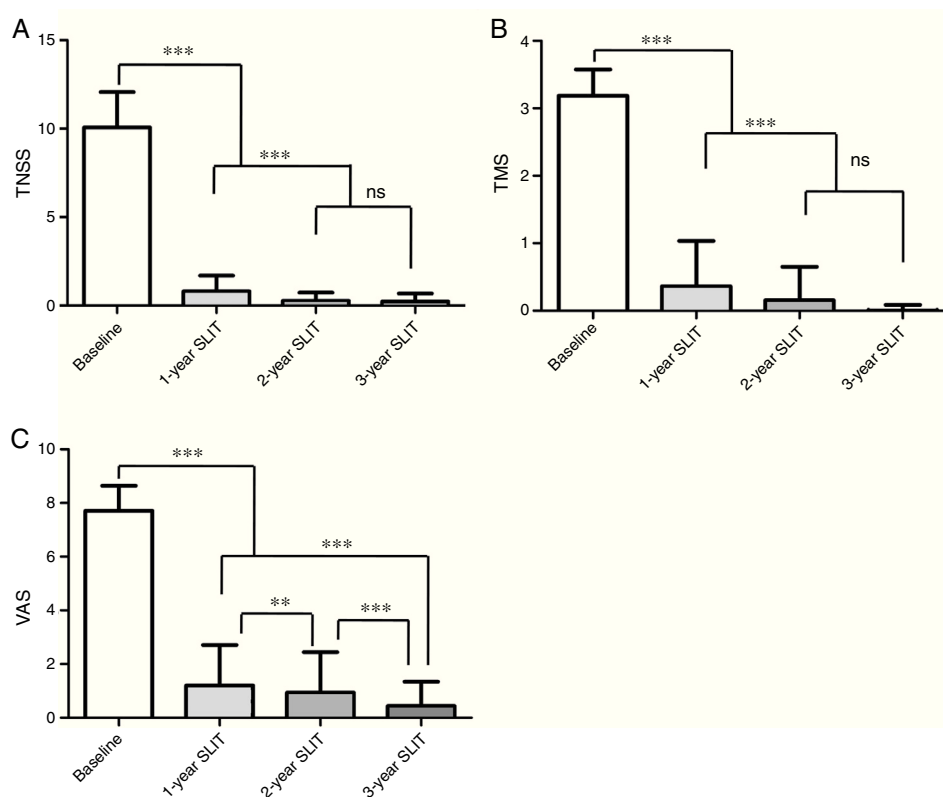 A
15
10
5
0
TNSS
***
***
ns
Baseline
1-year SLIT
2-year SLIT
3-year SLIT
B
4
3
2
1
0
TMS
***
***
ns
Baseline
1-year SLIT
2-year SLIT
3-year SLIT
C
10
8
6
4
2
0
VAS
***
***
**
***
Baseline
1-year SLIT
2-year SLIT
3-year SLIT